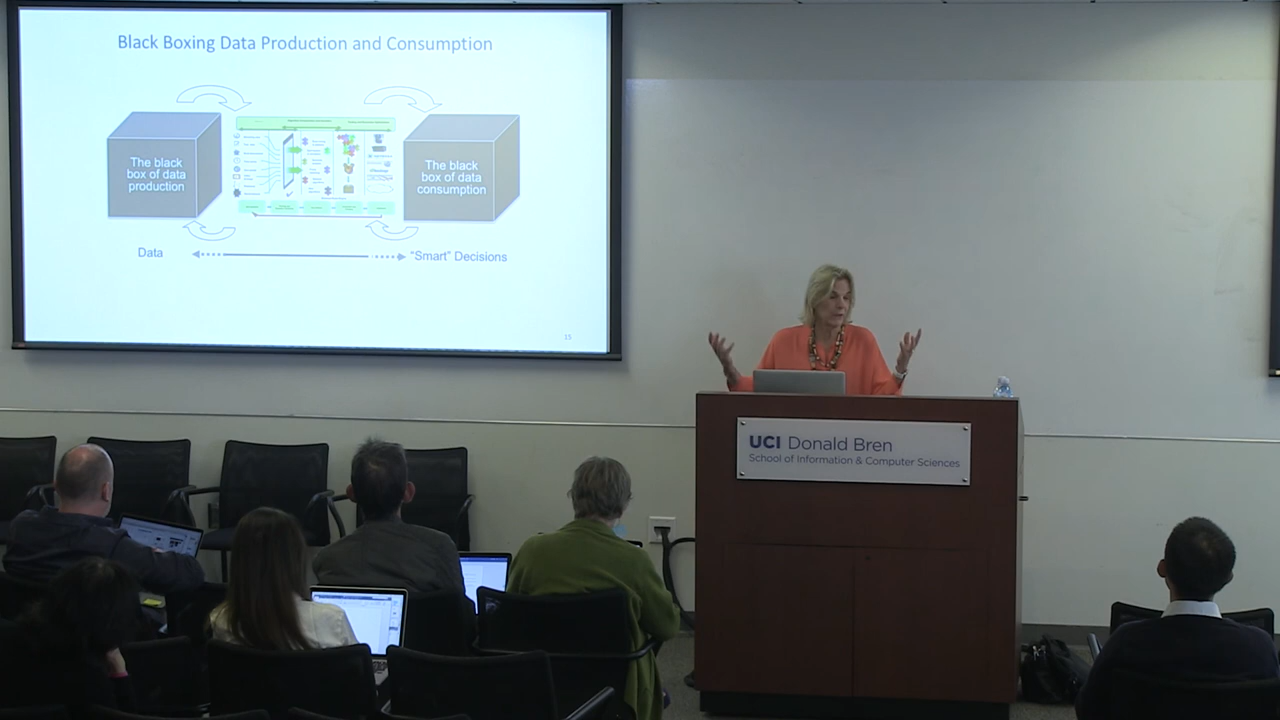 Black Boxing Data Production and Consumption
The black
box of data
production
The black
box of data
consumption
Data
“Smart” Decisions
15
UCI Donald Bren
School of Information & Computer Sciences